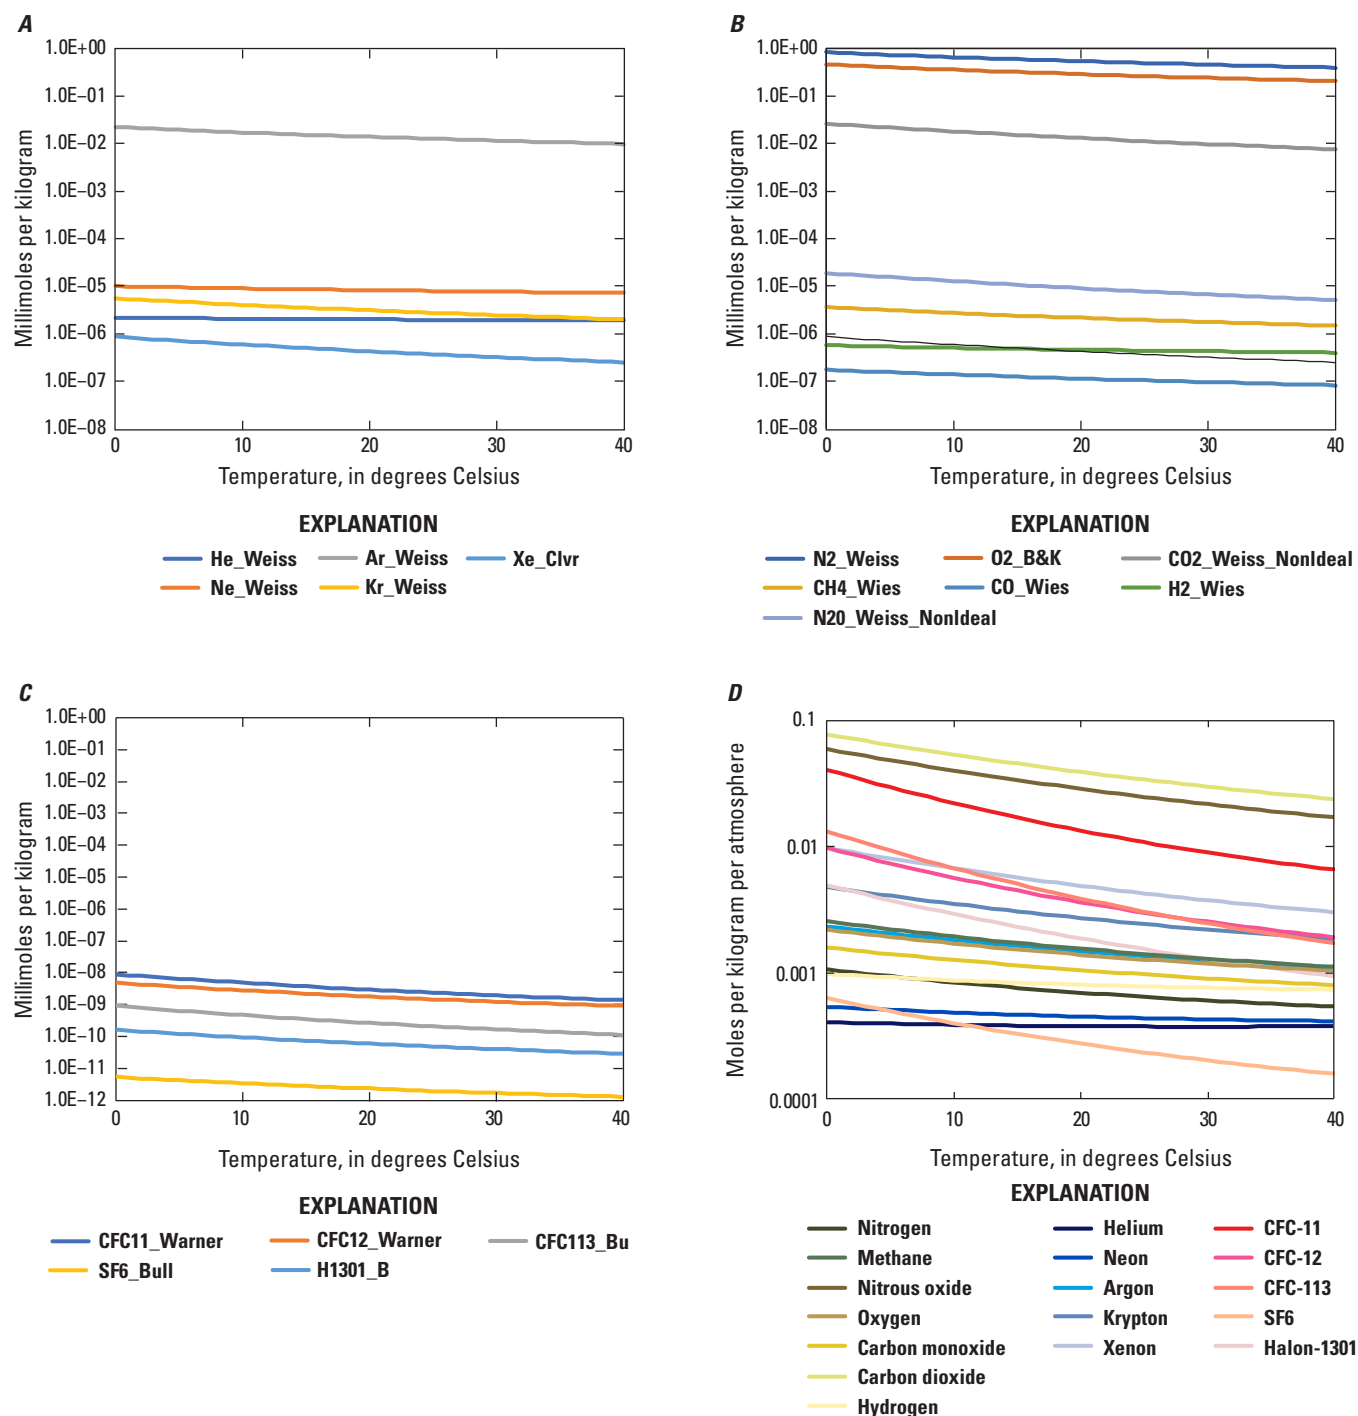 A
1.0E+00
1.0E–01
1.0E–02
1.0E–03
1.0E–04
1.0E–05
1.0E–06
1.0E–07
1.0E–08
Millimoles per kilogram
0 10 20 30 40
Temperature, in degrees Celsius
EXPLANATION
He_Weiss Ar_Weiss Xe_Clvr
Ne_Weiss Kr_Weiss
B
1.0E+00
1.0E–01
1.0E–02
1.0E–03
1.0E–04
1.0E–05
1.0E–06
1.0E–07
1.0E–08
Millimoles per kilogram
0 10 20 30 40
Temperature, in degrees Celsius
EXPLANATION
N2_Weiss O2_B&K CO2_Weiss_NonIdeal
CH4_Wies CO_Wies H2_Wies
N20_Weiss_NonIdeal
C
1.0E+00
1.0E–01
1.0E–02
1.0E–03
1.0E–04
1.0E–05
1.0E–06
1.0E–07
1.0E–08
1.0E–09
1.0E–10
1.0E–11
1.0E–12
Millimoles per kilogram
0 10 20 30 40
Temperature, in degrees Celsius
EXPLANATION
CFC11_Warner CFC12_Warner CFC113_Bu
SF6_Bull H1301_B
D
0.1
0.01
0.001
0.0001
Moles per kilogram per atmosphere
0 10 20 30 40
Temperature, in degrees Celsius
EXPLANATION
Nitrogen Helium CFC-11
Methane Neon CFC-12
Nitrous oxide Argon CFC-113
Oxygen Krypton SF6
Carbon monoxide Xenon Halon-1301
Carbon dioxide
Hydrogen